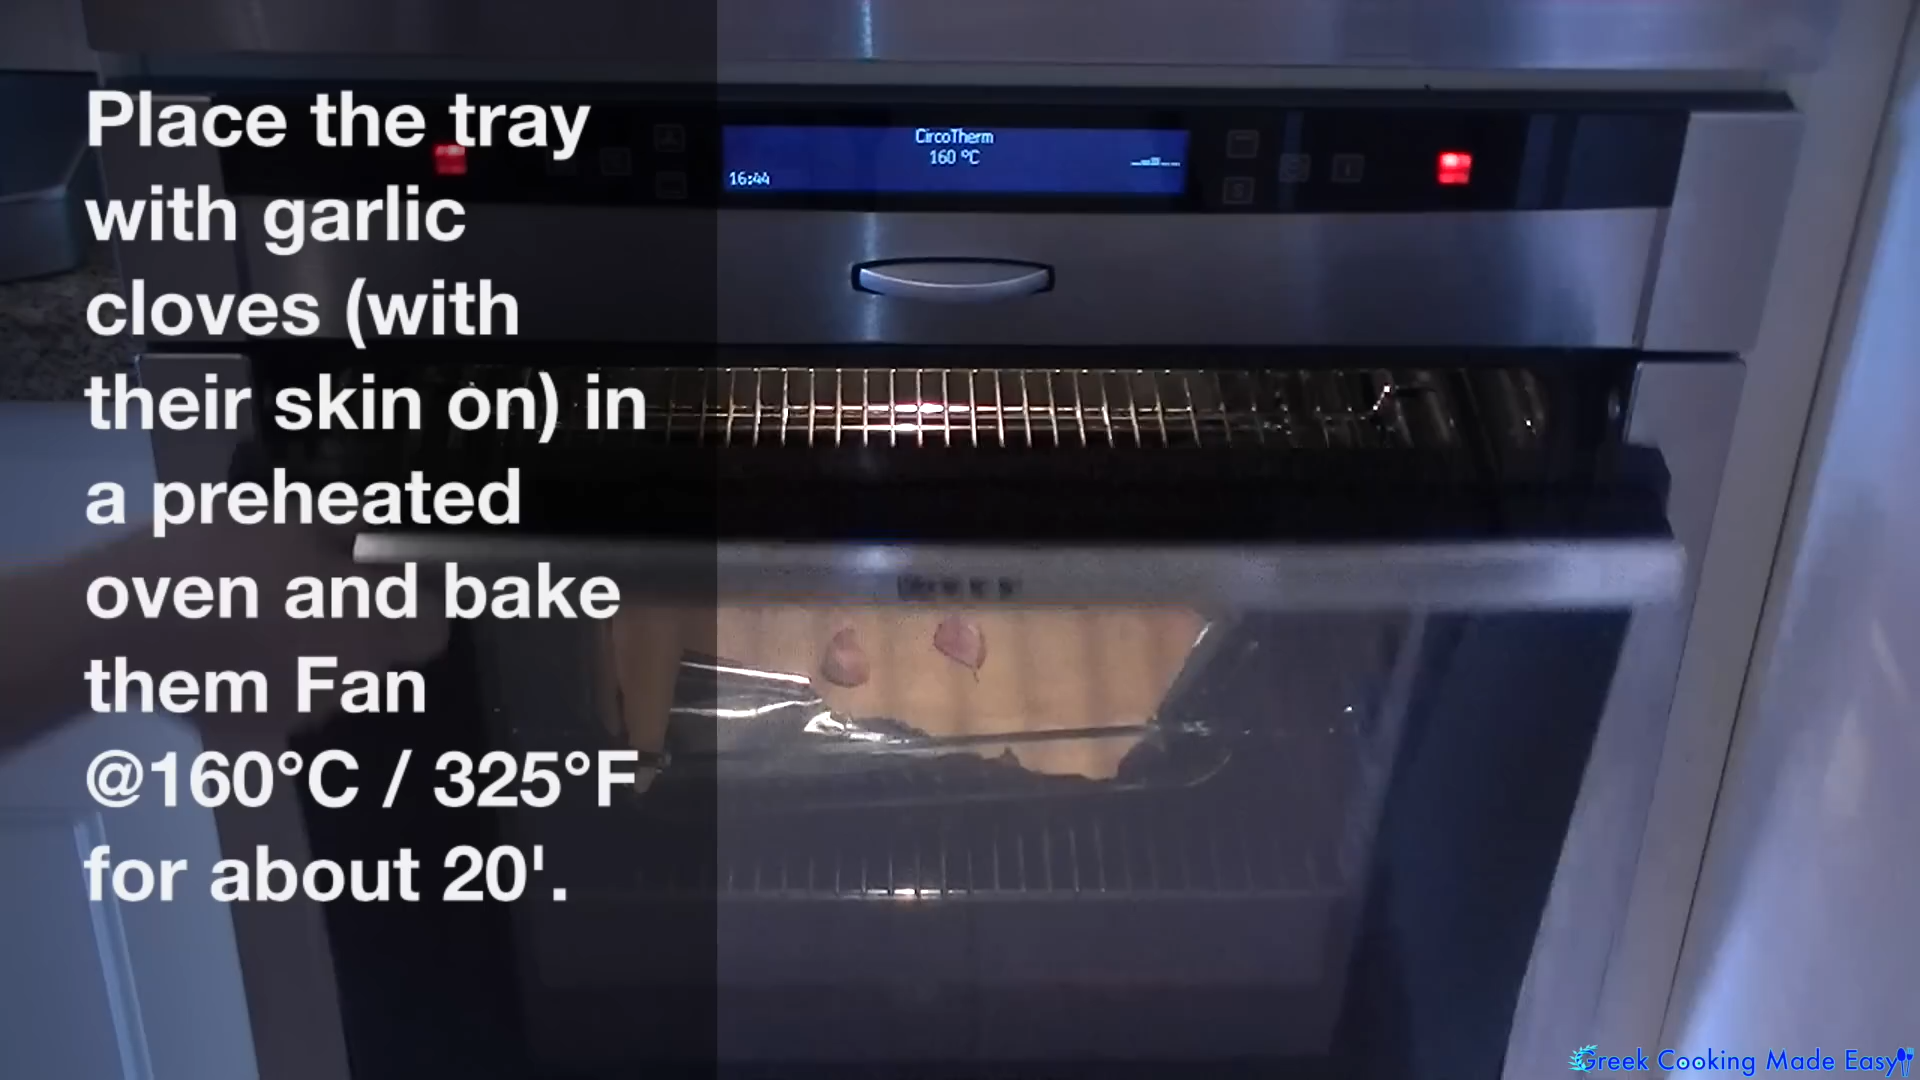 Place the tray
with garlic
cloves (with
their skin on) in
a preheated
oven and bake
them Fan
@160°C / 325°F
for about 20'.
CircoTherm
160 °C
16:44
Greek Cooking Made Easy